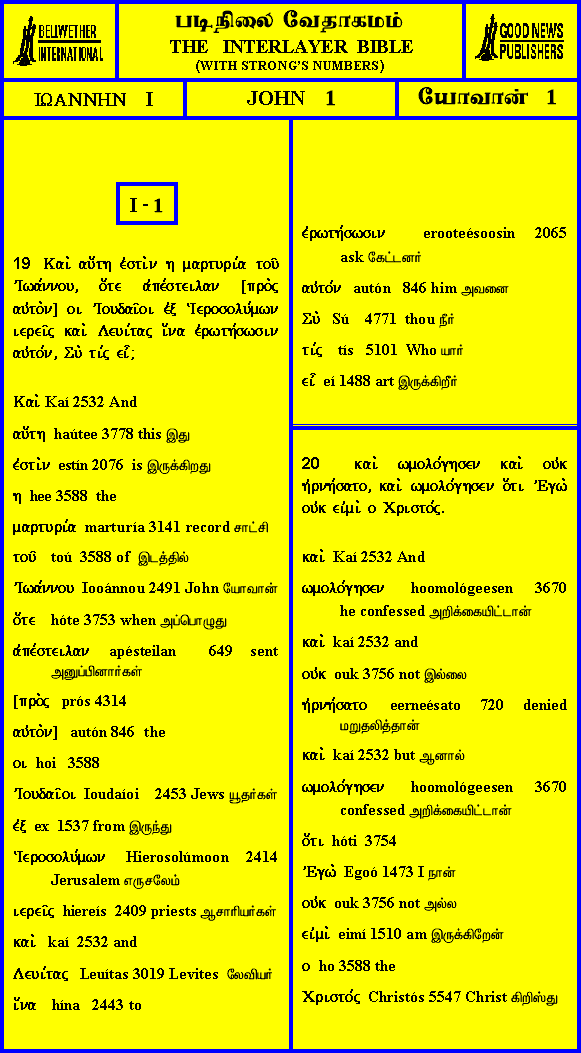 BELLWETHER
INTERNATIONAL
படிநிலை வேதாகமம்
THE INTERLAYER BIBLE
(WITH STRONG'S NUMBERS)
GOOD NEWS
PUBLISHERS
ΙΩΑΝΝΗΝ I
JOHN 1
யோவான் 1
I - 1
19 Καὶ αὕτη ἐστὶν η μαρτυρία τοῦ
Ἰωάννου, ὅτε ἀπέστειλαν [πρὸς
αὐτὸν] οι Ἰουδαῖοι ἐξ Ἱεροσολύμων
ιερεῖς καὶ Λευίτας ἵνα ἐρωτήσωσιν
αὐτόν, Σὺ τίς εἶ;
Καὶ Kaí 2532 And
αὕτη haútee 3778 this இது
ἐστὶν estín 2076 is இருக்கிறது
η hee 3588 the
μαρτυρία marturía 3141 record சாட்சி
τοῦ toú 3588 of இடத்தில்
Ἰωάννου Iooánnou 2491 John யோவான்
ὅτε hóte 3753 when அப்பொழுது
ἀπέστειλαν apésteilan 649 sent
அனுப்பினார்கள்
[πρὸς prós 4314
αὐτὸν] autón 846 the
οι hoi 3588
Ἰουδαῖοι Ioudaíoi 2453 Jews யூதர்கள்
ἐξ ex 1537 from இருந்து
Ἱεροσολύμων Hierosolúmoon 2414
Jerusalem எருசலேம்
ιερεῖς hiereís 2409 priests ஆசாரியர்கள்
καὶ kaí 2532 and
Λευίτας Leuítas 3019 Levites லேவியர்
ἵνα hína 2443 to
ἐρωτήσωσιν erooteésoosin 2065
ask கேட்டனர்
αὐτόν autón 846 him அவனை
Σὺ Sú 4771 thou நீர்
τίς tís 5101 Who யார்
εἶ eí 1488 art இருக்கிறீர்
20 καὶ ωμολόγησεν καὶ οὐκ
ἠρνήσατο, καὶ ωμολόγησεν ὅτι Ἐγὼ
οὐκ εἰμὶ ο Χριστός.
καὶ Kaí 2532 And
ωμολόγησεν hoomológeesen 3670
he confessed அறிக்கையிட்டான்
καὶ kaí 2532 and
οὐκ ouk 3756 not இல்லை
ἠρνήσατο eerneésato 720 denied
மறுதலித்தான்
καὶ kaí 2532 but ஆனால்
ωμολόγησεν hoomológeesen 3670
confessed அறிக்கையிட்டான்
ὅτι hóti 3754
Ἐγὼ Egoó 1473 I நான்
οὐκ ouk 3756 not அல்ல
εἰμὶ eimí 1510 am இருக்கிறேன்
ο ho 3588 the
Χριστός Christós 5547 Christ கிறிஸ்து